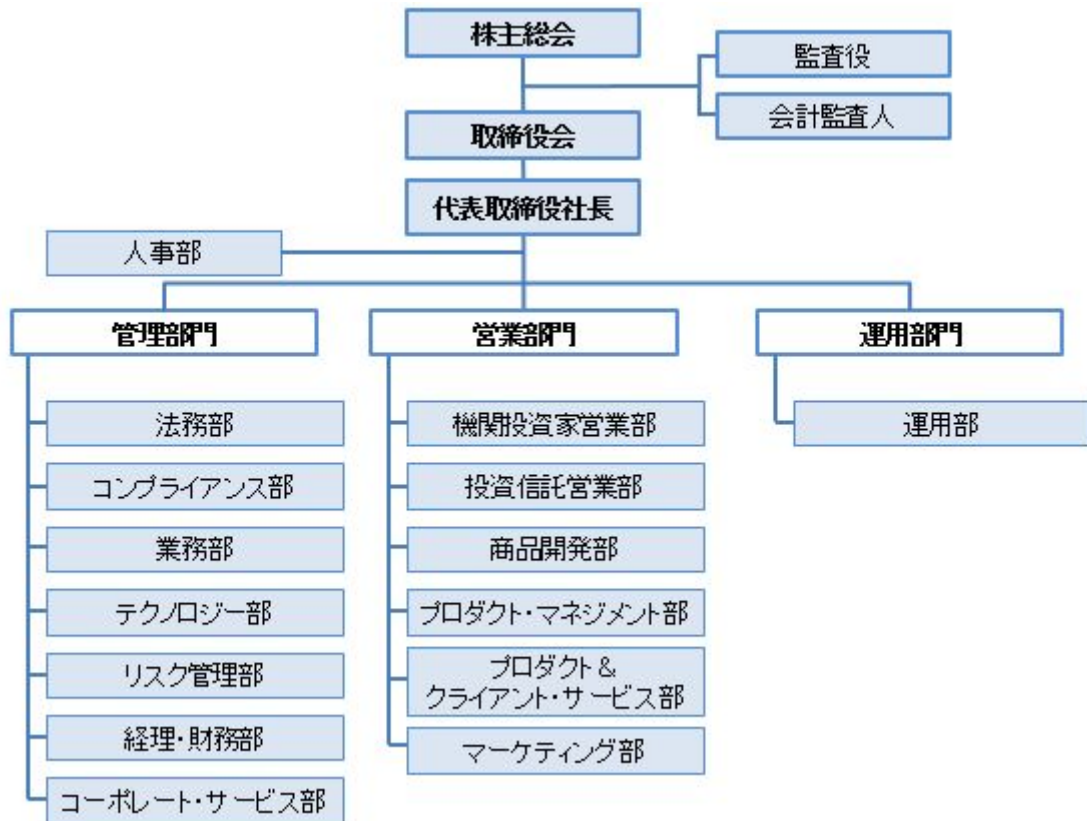 株主総会
監査役
会計監査人
取締役会
代表取締役社長
人事部
管理部門
営業部門
運用部門
法務部
コンプライアンス部
業務部
テクノロジー部
リスク管理部
経理・財務部
コーポレート・サービス部
機関投資家営業部
投資信託営業部
商品開発部
プロダクト・マネジメント部
プロダクト＆
クライアント・サービス部
マーケティング部
運用部